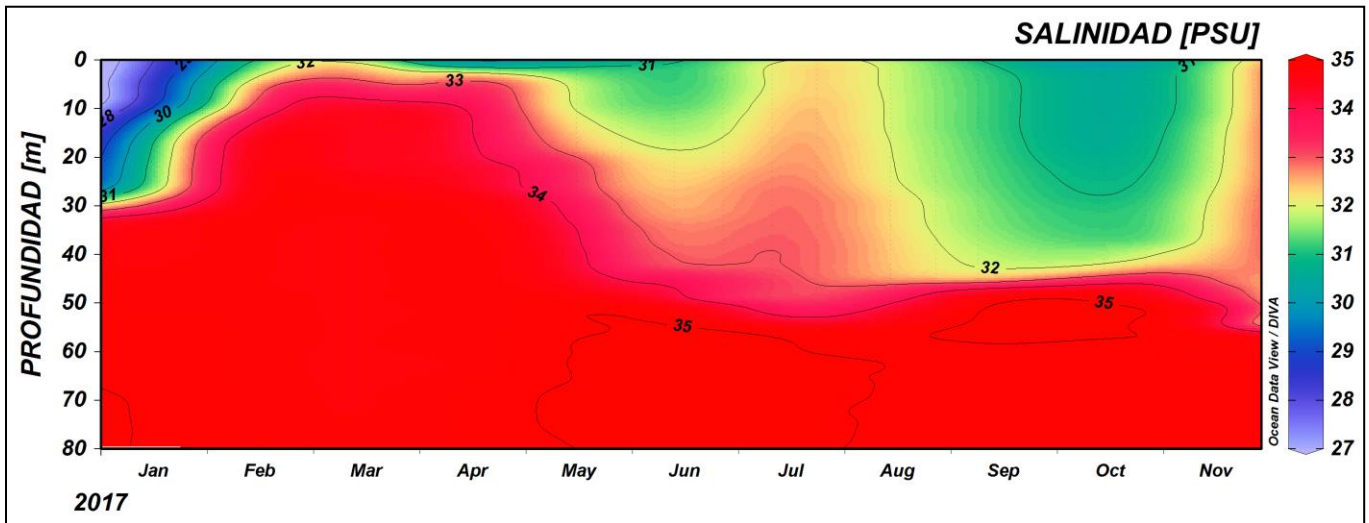 SALINIDAD [PSU]
PROFUNDIDAD [m]
0
10
20
30
40
50
60
70
80
28
30
31
32
33
34
31
32
35
35
31
Jan
Feb
Mar
Apr
May
Jun
Jul
Aug
Sep
Oct
Nov
2017
Ocean Data View / DIVA
35
34
33
32
31
30
29
28
27